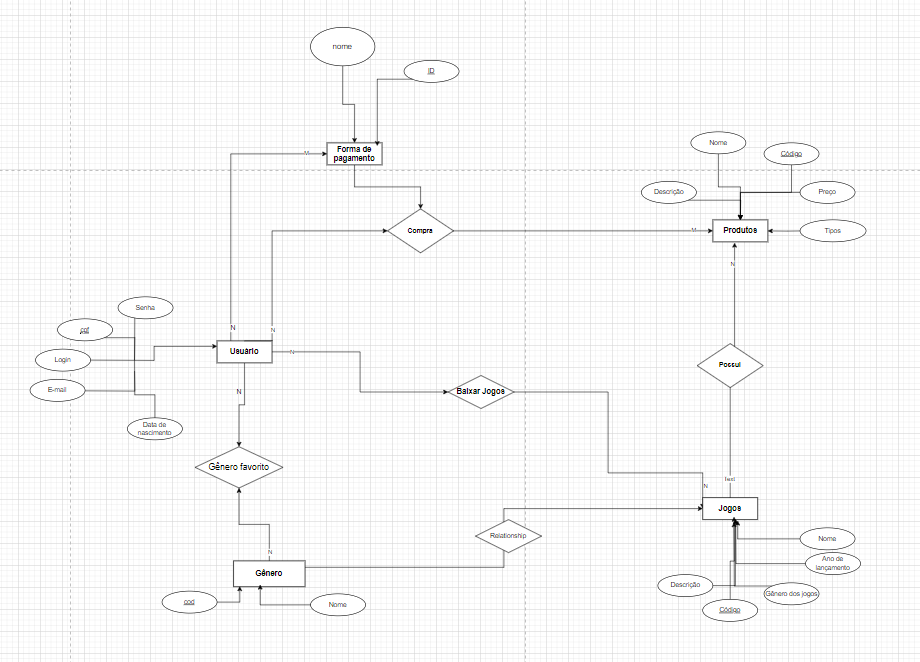 nome
ID
Forma de
pagamento
M
Nome
Código
Descrição
Preço
Produtos
Tipos
Compra
M
N
Senha
cpf
Login
E-mail
Data de
nascimento
N
N
Usuário
N
N
Baixar Jogos
Possui
Gênero favorito
Text
N
Jogos
Relationship
N
Gênero
cod
Nome
Nome
Ano de
lançamento
Descrição
Gênero dos jogos
Código